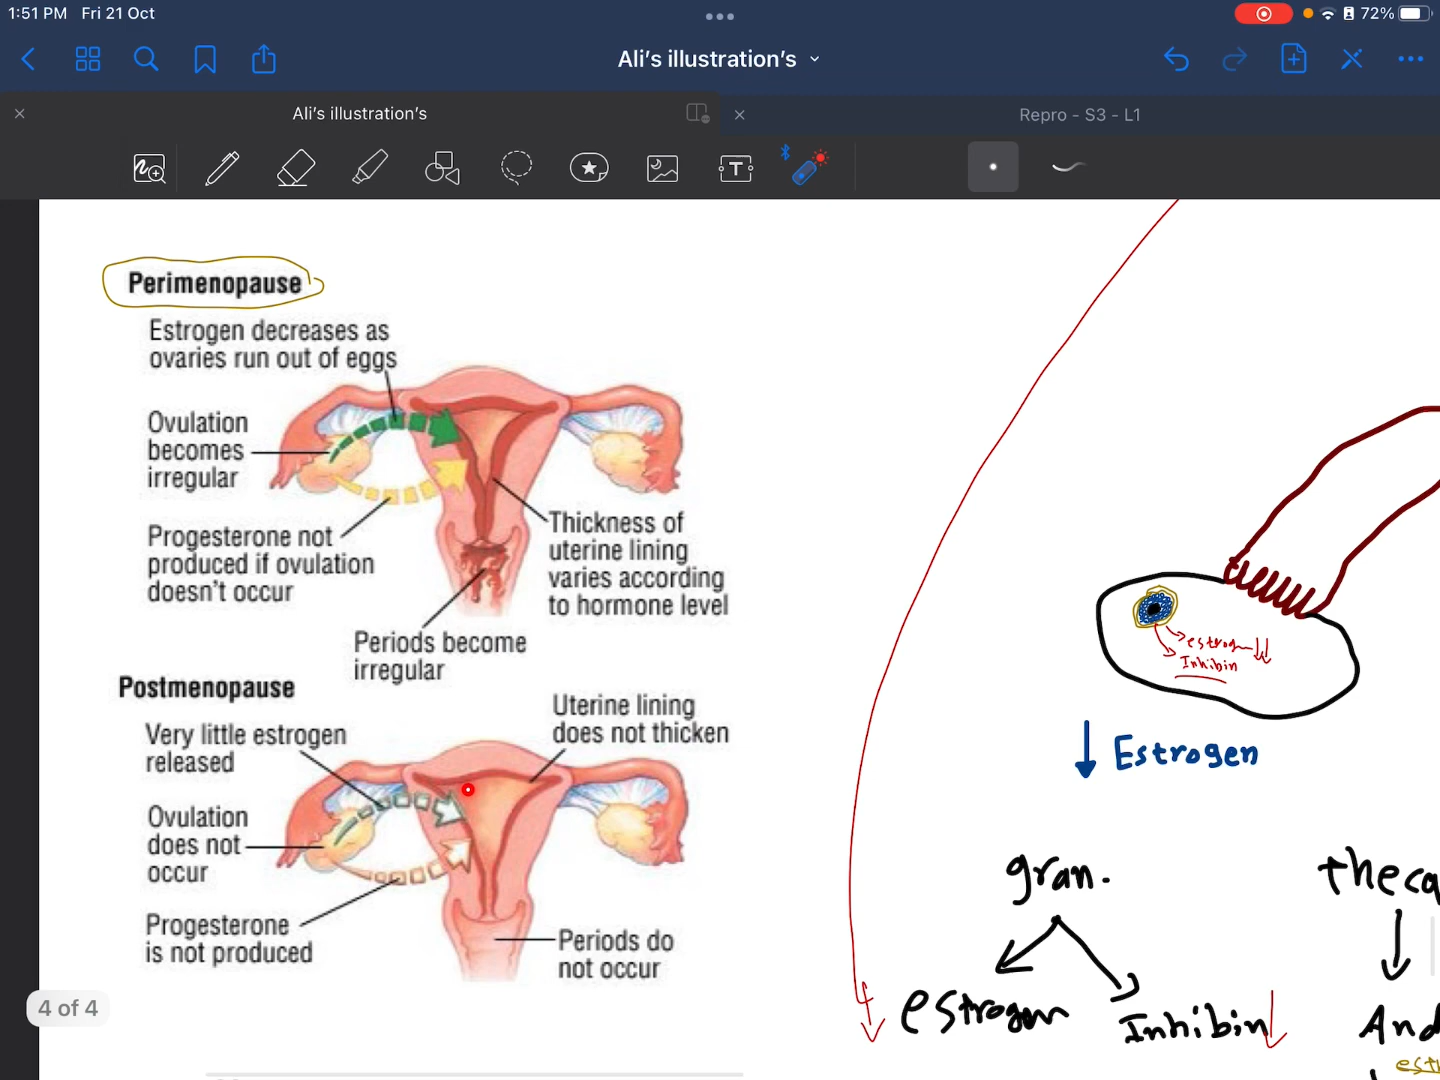 1:51 PM Fri 21 Oct
72%
Ali's illustration's
Ali's illustration's
Repro - S3 - L1
T
Perimenopause
Estrogen decreases as
ovaries run out of eggs
Ovulation
becomes
irregular
Progesterone not
produced if ovulation
doesn't occur
Thickness of
uterine lining
varies according
to hormone level
Periods become
irregular
Postmenopause
Very little estrogen
released
Uterine lining
does not thicken
Ovulation
does not
occur
Progesterone
is not produced
Periods do
not occur
4 of 4
estrogen
Inhibin
Estrogen
gran.
theca
estrogen
Inhibin
And
est